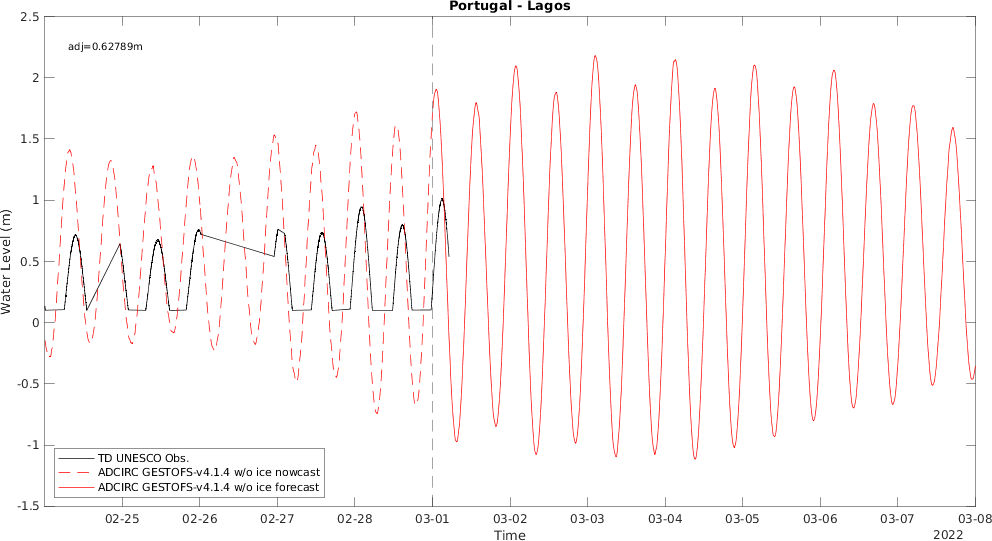 Portugal - Lagos
adj=0.62789m
2.5
2
1.5
1
0.5
0
-0.5
-1
-1.5
Water Level (m)
TD UNESCO Obs.
ADCIRC GESTOFS-v4.1.4 w/o ice nowcast
ADCIRC GESTOFS-v4.1.4 w/o ice forecast
02-25 02-26 02-27 02-28 03-01 03-02 03-03 03-04 03-05 03-06 03-07 03-08
Time
2022